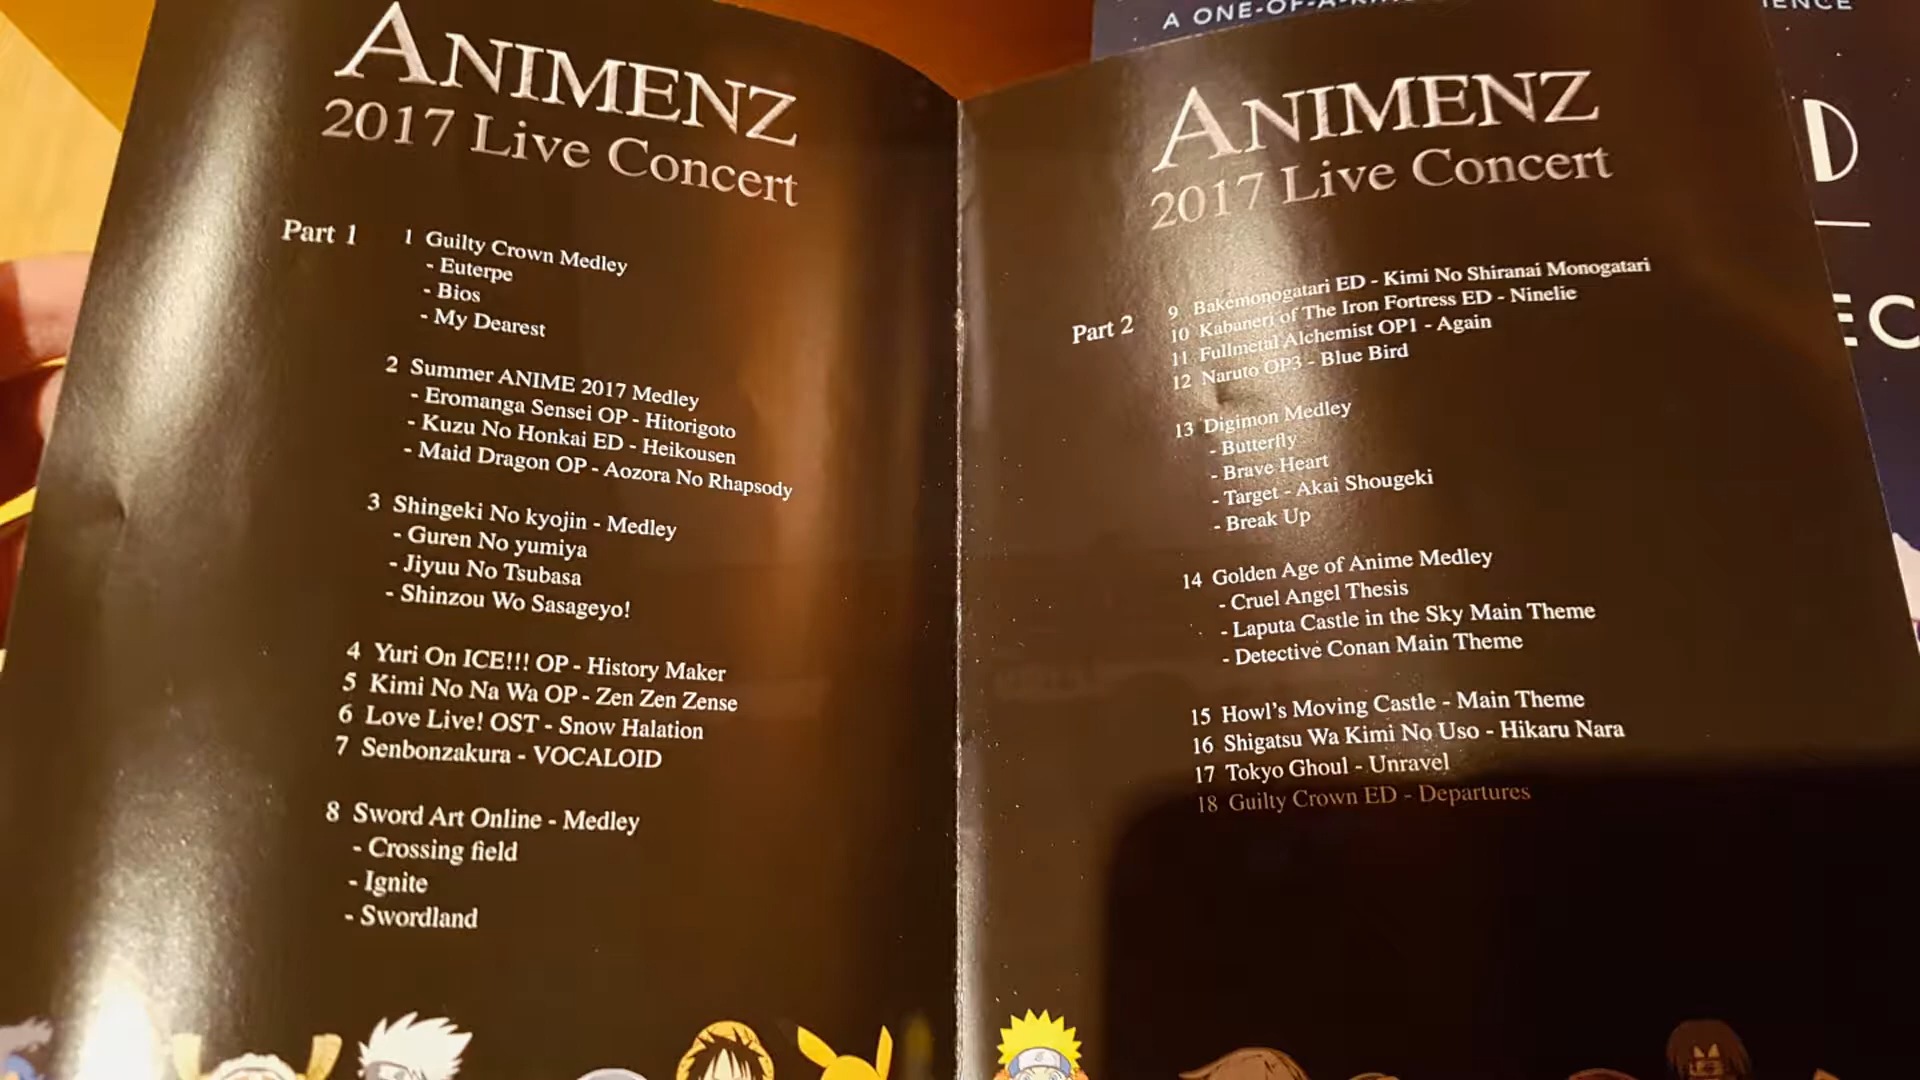 ANIMENZ
2017 Live Concert
Part 1
1 Guilty Crown Medley
- Euterpe
- Bios
- My Dearest
2 Summer ANIME 2017 Medley
- Eromanga Sensei OP - Hitorigoto
- Kuzu No Honkai ED - Heikousen
- Maid Dragon OP - Aozora No Rhapsody
3 Shingeki No kyojin - Medley
- Guren No yumiya
- Jiyuu No Tsubasa
- Shinzou Wo Sasageyo!
4 Yuri On ICE!!! OP - History Maker
5 Kimi No Na Wa OP - Zen Zen Zense
6 Love Live! OST - Snow Halation
7 Senbonzakura - VOCALOID
8 Sword Art Online - Medley
- Crossing field
- Ignite
- Swordland
ANIMENZ
2017 Live Concert
Part 2
9 Bakemonogatari ED - Kimi No Shiranai Monogatari
10 Kabaneri of The Iron Fortress ED - Ninelie
11 Fullmetal Alchemist OP1 - Again
12 Naruto OP3 - Blue Bird
13 Digimon Medley
- Butterfly
- Brave Heart
- Target - Akai Shougeki
- Break Up
14 Golden Age of Anime Medley
- Cruel Angel Thesis
- Laputa Castle in the Sky Main Theme
- Detective Conan Main Theme
15 Howl's Moving Castle - Main Theme
16 Shigatsu Wa Kimi No Uso - Hikaru Nara
17 Tokyo Ghoul - Unravel
18 Guilty Crown ED - Departures
A ONE-OF-A
D
EC